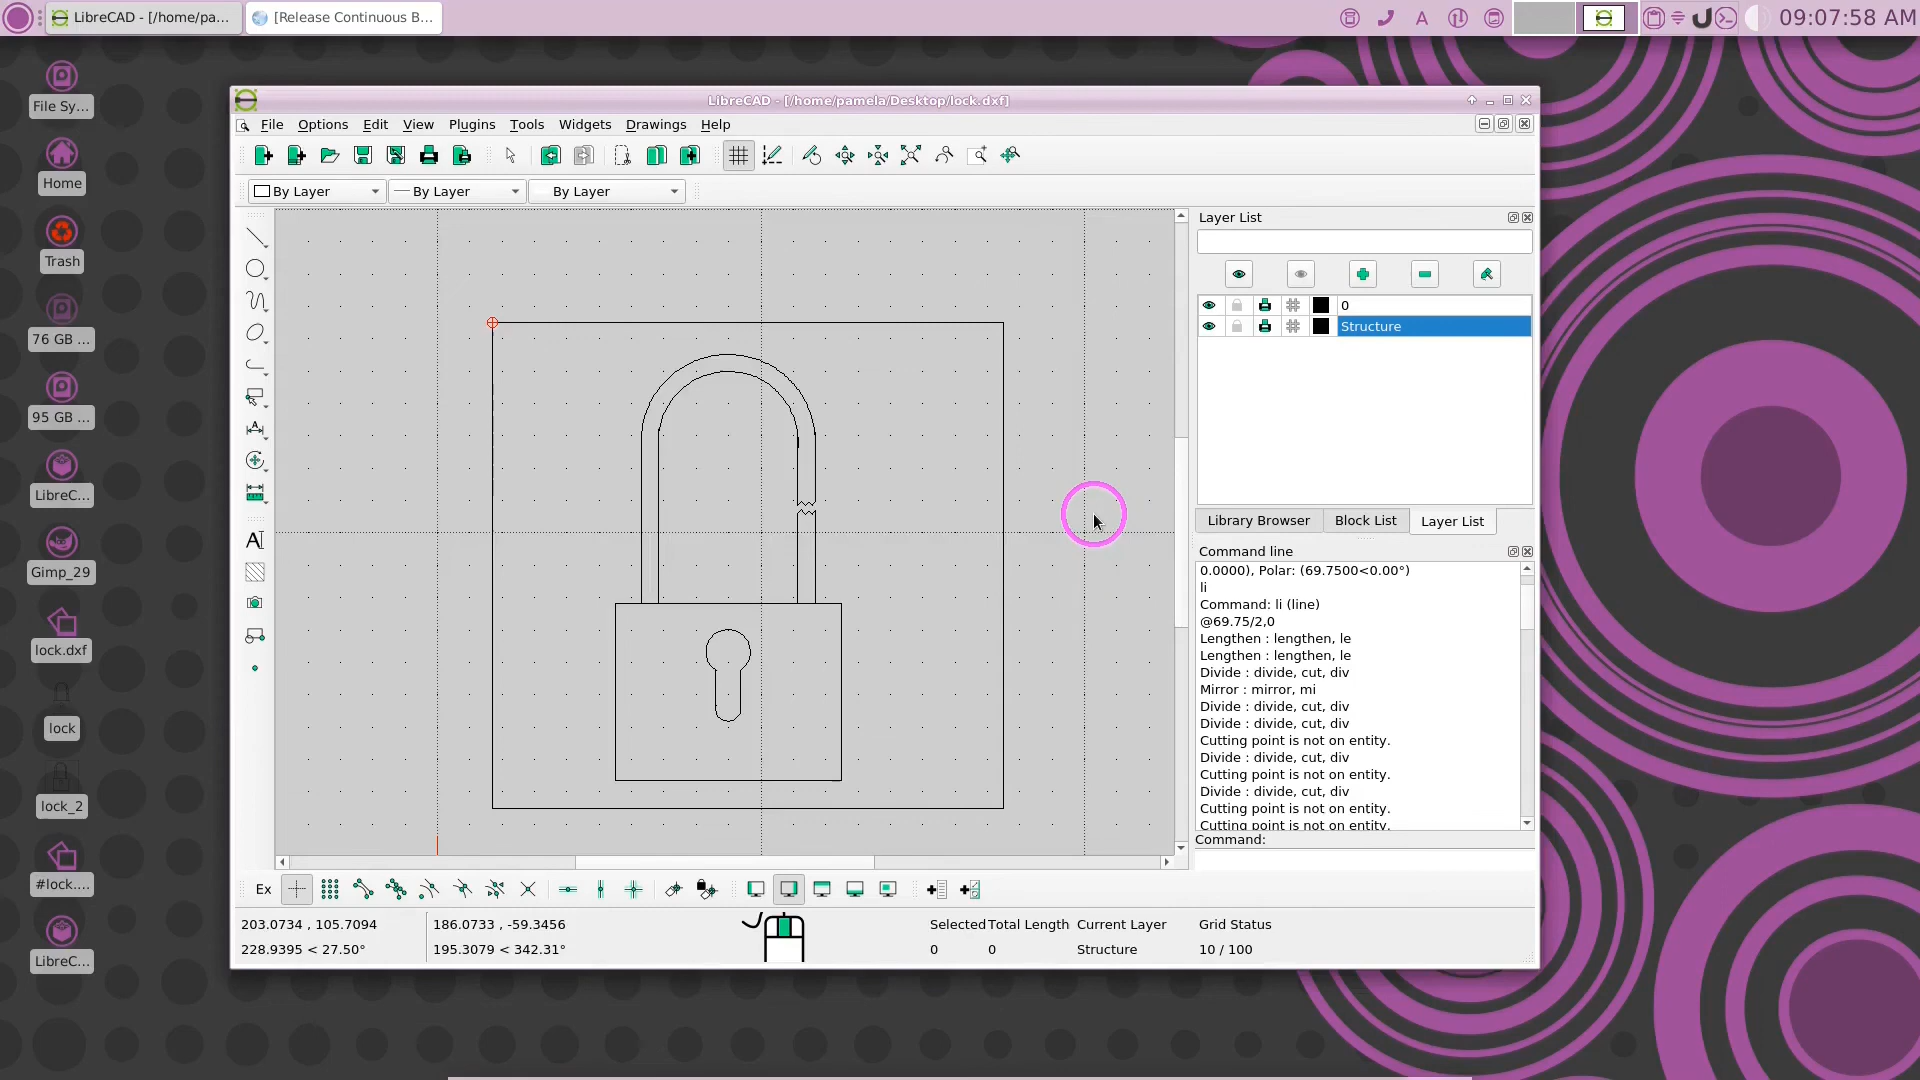 LibreCAD - [/home/pa...
[Release Continuous B...
09:07:58 AM
File Sy...
Home
Trash
76 GB ...
95 GB ...
LibreC...
Gimp_29
lock.dxf
lock
lock_2
#lock....
LibreC...
LibreCAD - [/home/pamela/Desktop/lock.dxf]
File Options Edit View Plugins Tools Widgets Drawings Help
By Layer By Layer By Layer
Layer List
0
Structure
Library Browser Block List Layer List
Command line
0.0000), Polar: (69.7500<0.00°)
li
Command: li (line)
@69.75/2,0
Lengthen : lengthen, le
Lengthen : lengthen, le
Divide : divide, cut, div
Mirror : mirror, mi
Divide : divide, cut, div
Divide : divide, cut, div
Cutting point is not on entity.
Divide : divide, cut, div
Cutting point is not on entity.
Divide : divide, cut, div
Cutting point is not on entity.
Cutting point is not on entity.
Command:
Ex
203.0734 , 105.7094 186.0733 , -59.3456 Selected Total Length Current Layer Grid Status
228.9395 < 27.50° 195.3079 < 342.31° 0 0 Structure 10 / 100